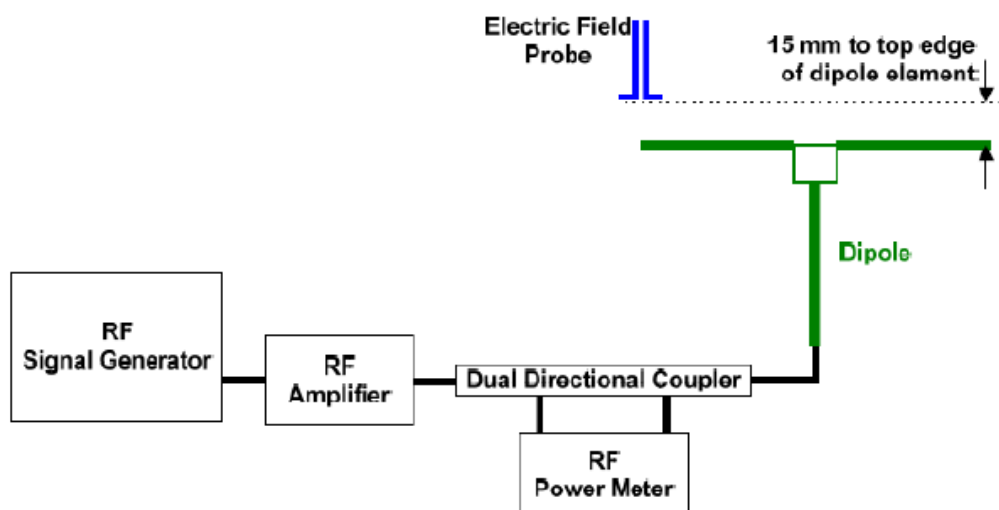 Electric Field
Probe
15 mm to top edge
of dipole element
Dipole
RF
Signal Generator
RF
Amplifier
Dual Directional Coupler
RF
Power Meter